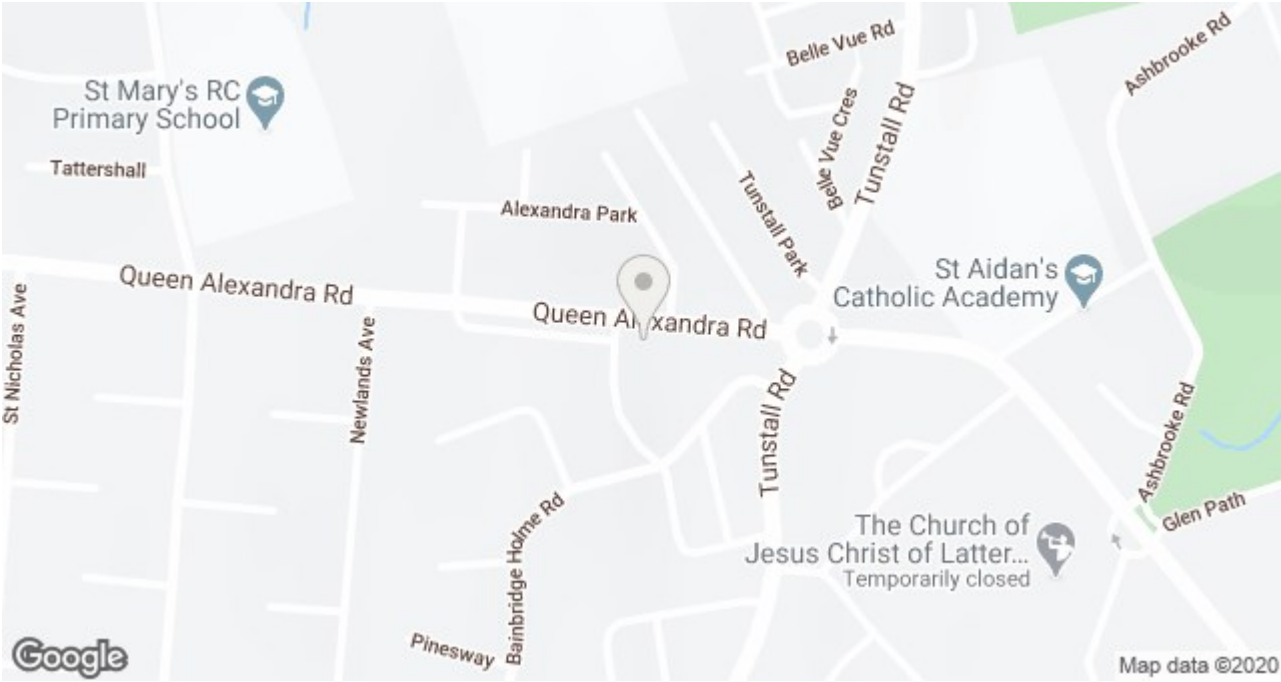 Belle Vue Rd
Ashbrooke Rd
St Mary's RC
Primary School
Belle Vue Cres
Tunstall Rd
Tattershall
Alexandra Park
Tunstall Park
St Aidan's
Catholic Academy
Queen Alexandra Rd
Queen Alexandra Rd
St Nicholas Ave
Newlands Ave
Tunstall Rd
Ashbrooke Rd
Glen Path
Bainbridge Holme Rd
The Church of
Jesus Christ of Latter...
Temporarily closed
Pinesway
Google
Map data ©2020